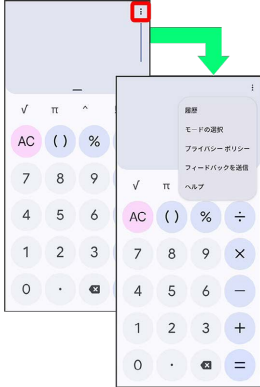 √ π ^ !
AC ( ) %
7 8 9
4 5 6
1 2 3
0 .
履歴
モードの選択
プライバシー ポリシー
フィードバックを送信
ヘルプ
√ π
AC ( ) % ÷
7 8 9 ×
4 5 6 −
1 2 3 +
0 . =